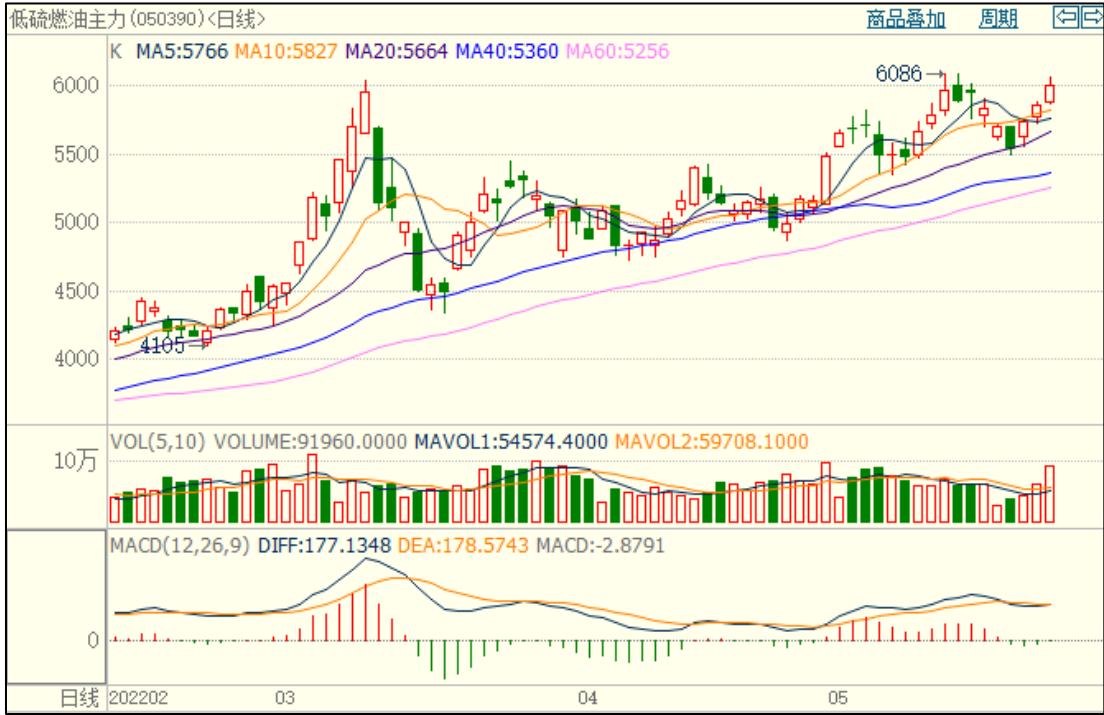 低硫燃油主力(050390)<日线> 商品叠加 周期
K MA5:5766 MA10:5827 MA20:5664 MA40:5360 MA60:5256
6086
6000
5500
5000
4500
4105
4000
VOL(5,10) VOLUME:91960.0000 MAVOL1:54574.4000 MAVOL2:59708.1000
10万
MACD(12,26,9) DIFF:177.1348 DEA:178.5743 MACD:-2.8791
0
日线 202202 03 04 05